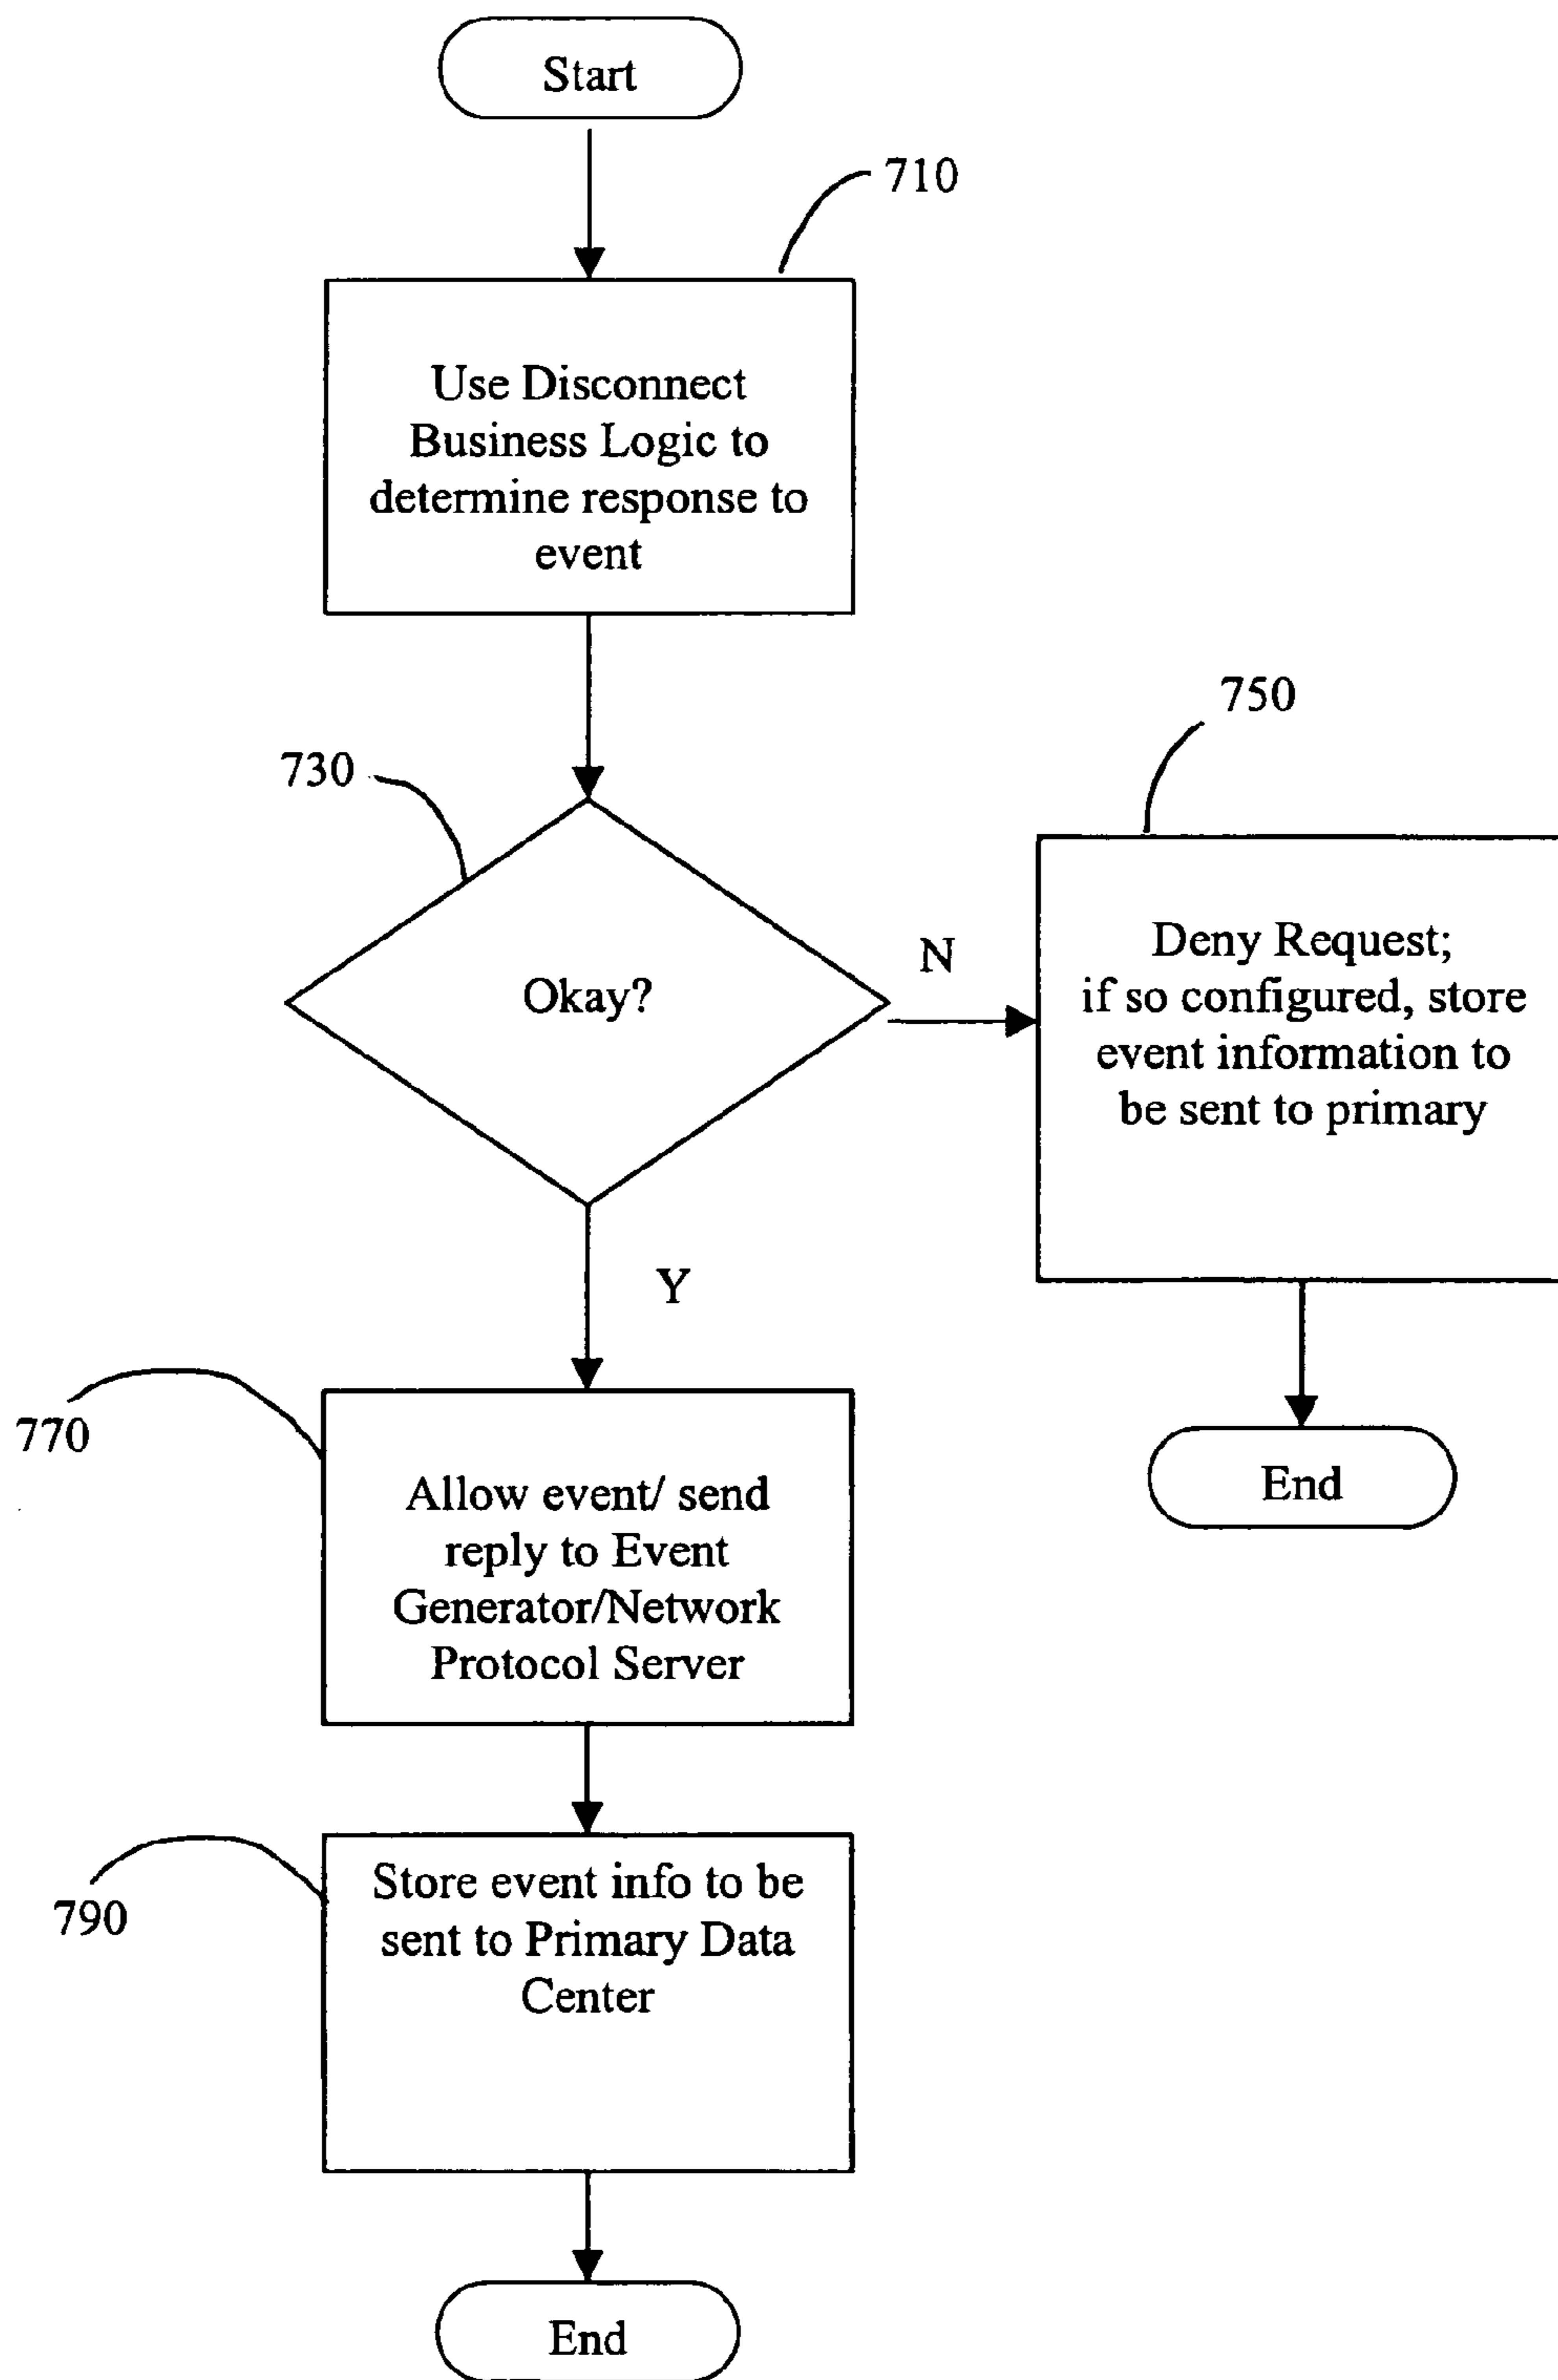 Start
710
Use Disconnect
Business Logic to
determine response to
event
730
Okay?
N
750
Deny Request;
if so configured, store
event information to
be sent to primary
End
Y
770
Allow event/ send
reply to Event
Generator/Network
Protocol Server
790
Store event info to be
sent to Primary Data
Center
End